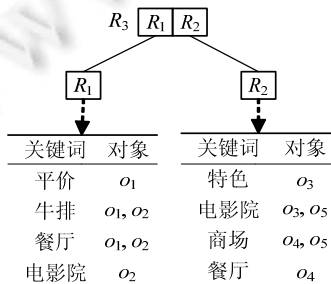 R3 R1 R2
R1 R2
关键词 对象 关键词 对象
平价 o1 特色 o3
牛排 o1, o2 电影院 o3, o5
餐厅 o1, o2 商场 o4, o5
电影院 o2 餐厅 o4